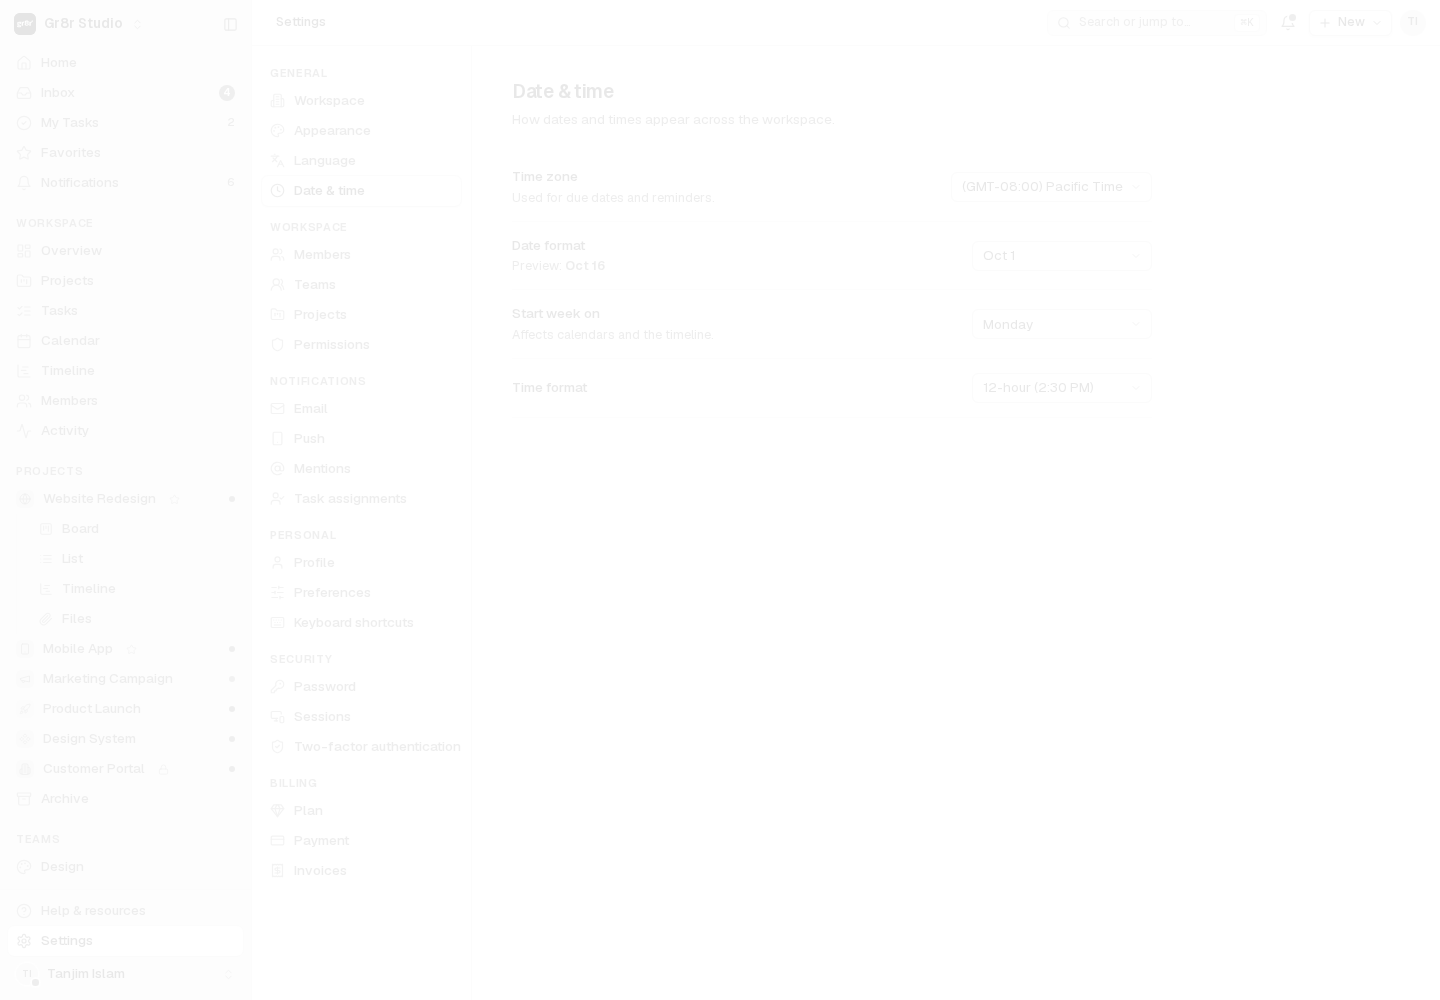 Gr8r Studio
Home
Inbox 4
My Tasks 2
Favorites
Notifications 6
WORKSPACE
Overview
Projects
Tasks
Calendar
Timeline
Members
Activity
PROJECTS
Website Redesign
Board
List
Timeline
Files
Mobile App
Marketing Campaign
Product Launch
Design System
Customer Portal
Archive
TEAMS
Design
Help & resources
Settings
TI Tanjim Islam
Settings
Search or jump to... ⌘K
New
TI
GENERAL
Workspace
Appearance
Language
Date & time
WORKSPACE
Members
Teams
Projects
Permissions
NOTIFICATIONS
Email
Push
Mentions
Task assignments
PERSONAL
Profile
Preferences
Keyboard shortcuts
SECURITY
Password
Sessions
Two-factor authentication
BILLING
Plan
Payment
Invoices
Date & time
How dates and times appear across the workspace.
Time zone
Used for due dates and reminders.
(GMT-08:00) Pacific Time
Date format
Preview: Oct 16
Oct 1
Start week on
Affects calendars and the timeline.
Monday
Time format
12-hour (2:30 PM)